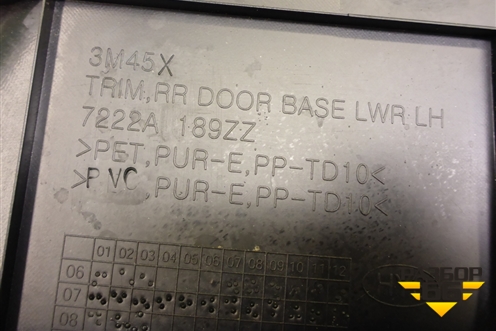 3M45X
TRIM, RR DOOR BASE LWR, LH
7222A 189ZZ
>PET, PUR-E, PP-TD10<
>PVC, PUR-E, PP-TD10<
01 02 03 04 05 06 07 08 09 10 11 12
06
07
08